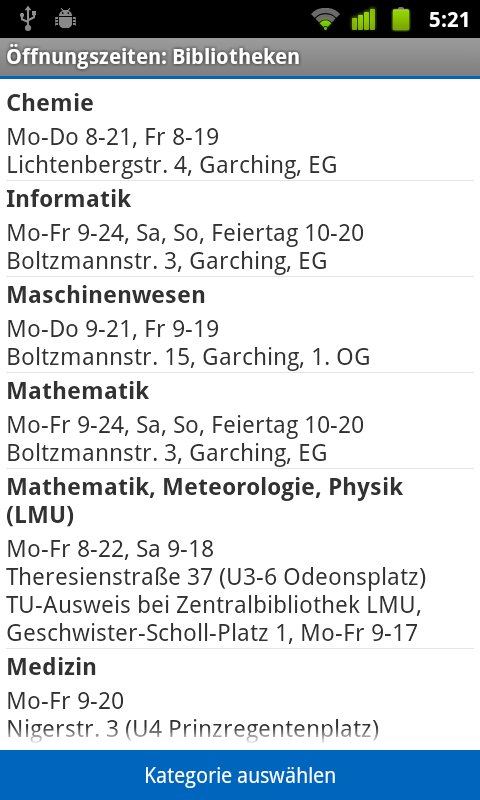 5:21
Öffnungszeiten: Bibliotheken
Chemie
Mo-Do 8-21, Fr 8-19
Lichtenbergstr. 4, Garching, EG
Informatik
Mo-Fr 9-24, Sa, So, Feiertag 10-20
Boltzmannstr. 3, Garching, EG
Maschinenwesen
Mo-Do 9-21, Fr 9-19
Boltzmannstr. 15, Garching, 1. OG
Mathematik
Mo-Fr 9-24, Sa, So, Feiertag 10-20
Boltzmannstr. 3, Garching, EG
Mathematik, Meteorologie, Physik
(LMU)
Mo-Fr 8-22, Sa 9-18
Theresienstraße 37 (U3-6 Odeonsplatz)
TU-Ausweis bei Zentralbibliothek LMU,
Geschwister-Scholl-Platz 1, Mo-Fr 9-17
Medizin
Mo-Fr 9-20
Nigerstr. 3 (U4 Prinzregentenplatz)
Kategorie auswählen